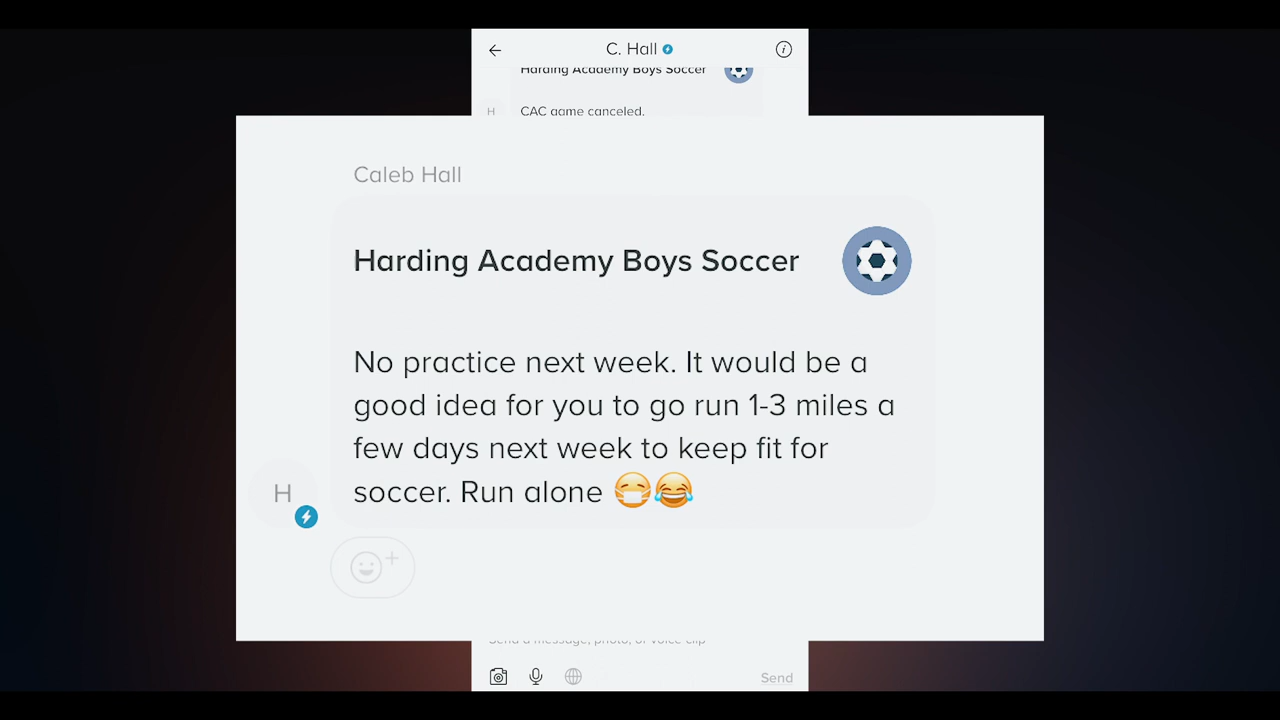 C. Hall
Harding Academy Boys Soccer
H
CAC game canceled.
Caleb Hall
Harding Academy Boys Soccer
No practice next week. It would be a
good idea for you to go run 1-3 miles a
few days next week to keep fit for
soccer. Run alone 😷😂
H
Send a message, photo, or voice clip
Send